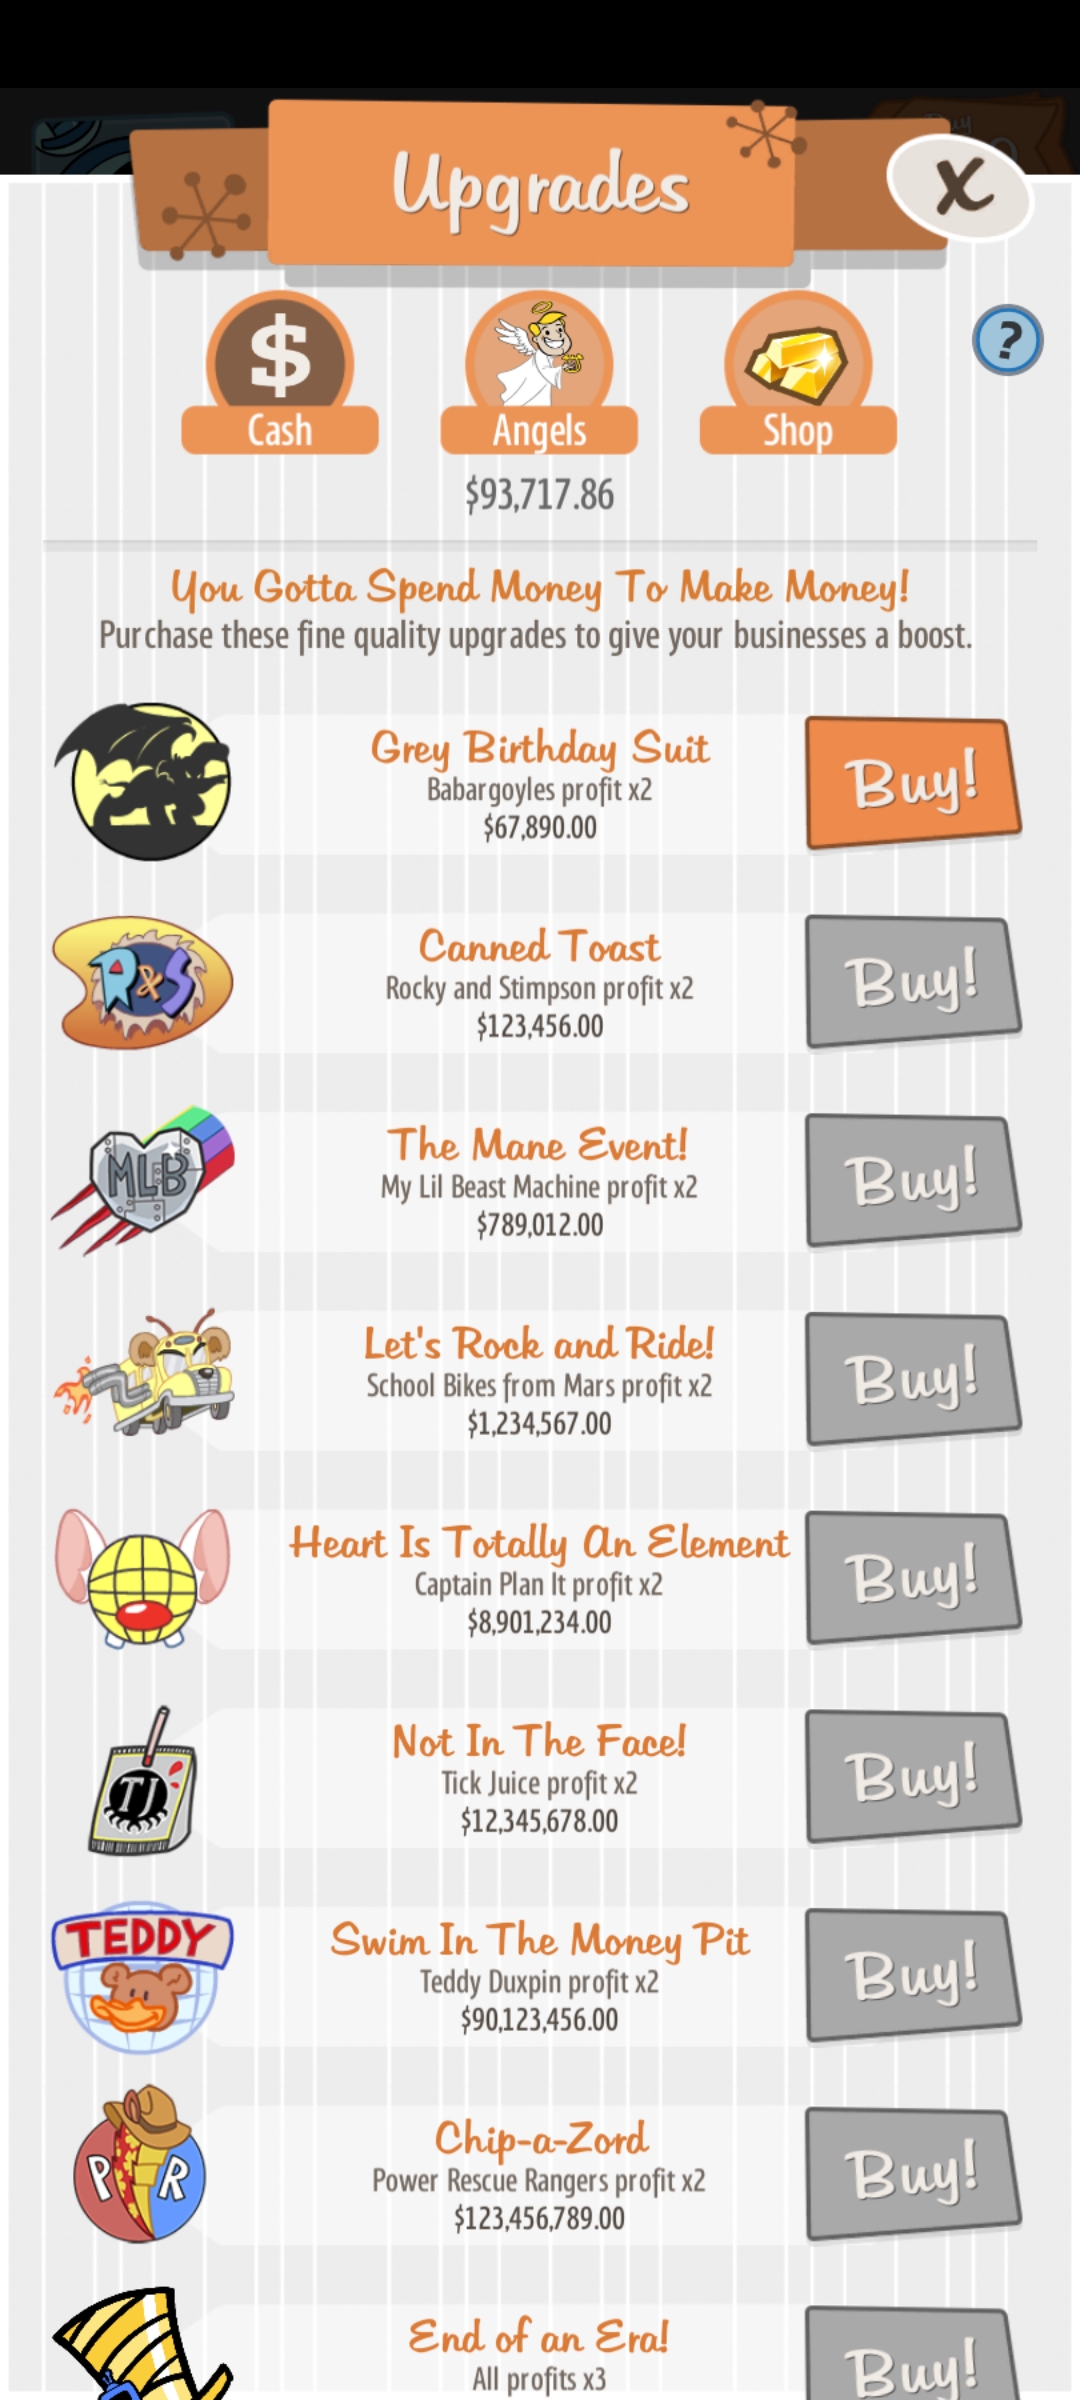 Buy
Upgrades
X
$
?
Cash
Angels
Shop
$93,717.86
You Gotta Spend Money To Make Money!
Purchase these fine quality upgrades to give your businesses a boost.
Grey Birthday Suit
Babargoyles profit x2
$67,890.00
Buy!
R&S
Canned Toast
Rocky and Stimpson profit x2
$123,456.00
Buy!
MLB
The Mane Event!
My Lil Beast Machine profit x2
$789,012.00
Buy!
Let's Rock and Ride!
School Bikes from Mars profit x2
$1,234,567.00
Buy!
Heart Is Totally An Element
Captain Plan It profit x2
$8,901,234.00
Buy!
TJ
Not In The Face!
Tick Juice profit x2
$12,345,678.00
Buy!
TEDDY
Swim In The Money Pit
Teddy Duxpin profit x2
$90,123,456.00
Buy!
PR
Chip-a-Zord
Power Rescue Rangers profit x2
$123,456,789.00
Buy!
End of an Era!
All profits x3
Buy!